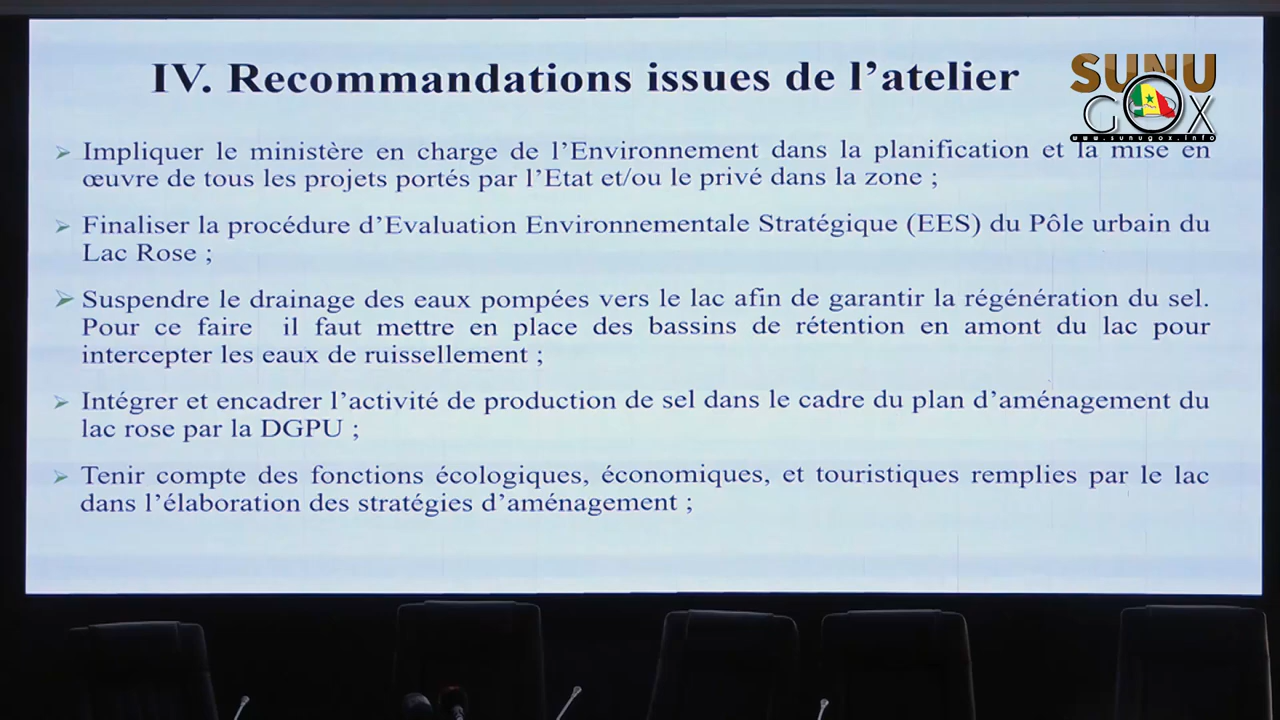 IV. Recommandations issues de l’atelier
SUNU
GOX
www.sunugox.info
➢ Impliquer le ministère en charge de l’Environnement dans la planification et la mise en
œuvre de tous les projets portés par l’Etat et/ou le privé dans la zone ;
➢ Finaliser la procédure d’Evaluation Environnementale Stratégique (EES) du Pôle urbain du
Lac Rose ;
➢ Suspendre le drainage des eaux pompées vers le lac afin de garantir la régénération du sel.
Pour ce faire il faut mettre en place des bassins de rétention en amont du lac pour
intercepter les eaux de ruissellement ;
➢ Intégrer et encadrer l’activité de production de sel dans le cadre du plan d’aménagement du
lac rose par la DGPU ;
➢ Tenir compte des fonctions écologiques, économiques, et touristiques remplies par le lac
dans l’élaboration des stratégies d’aménagement ;